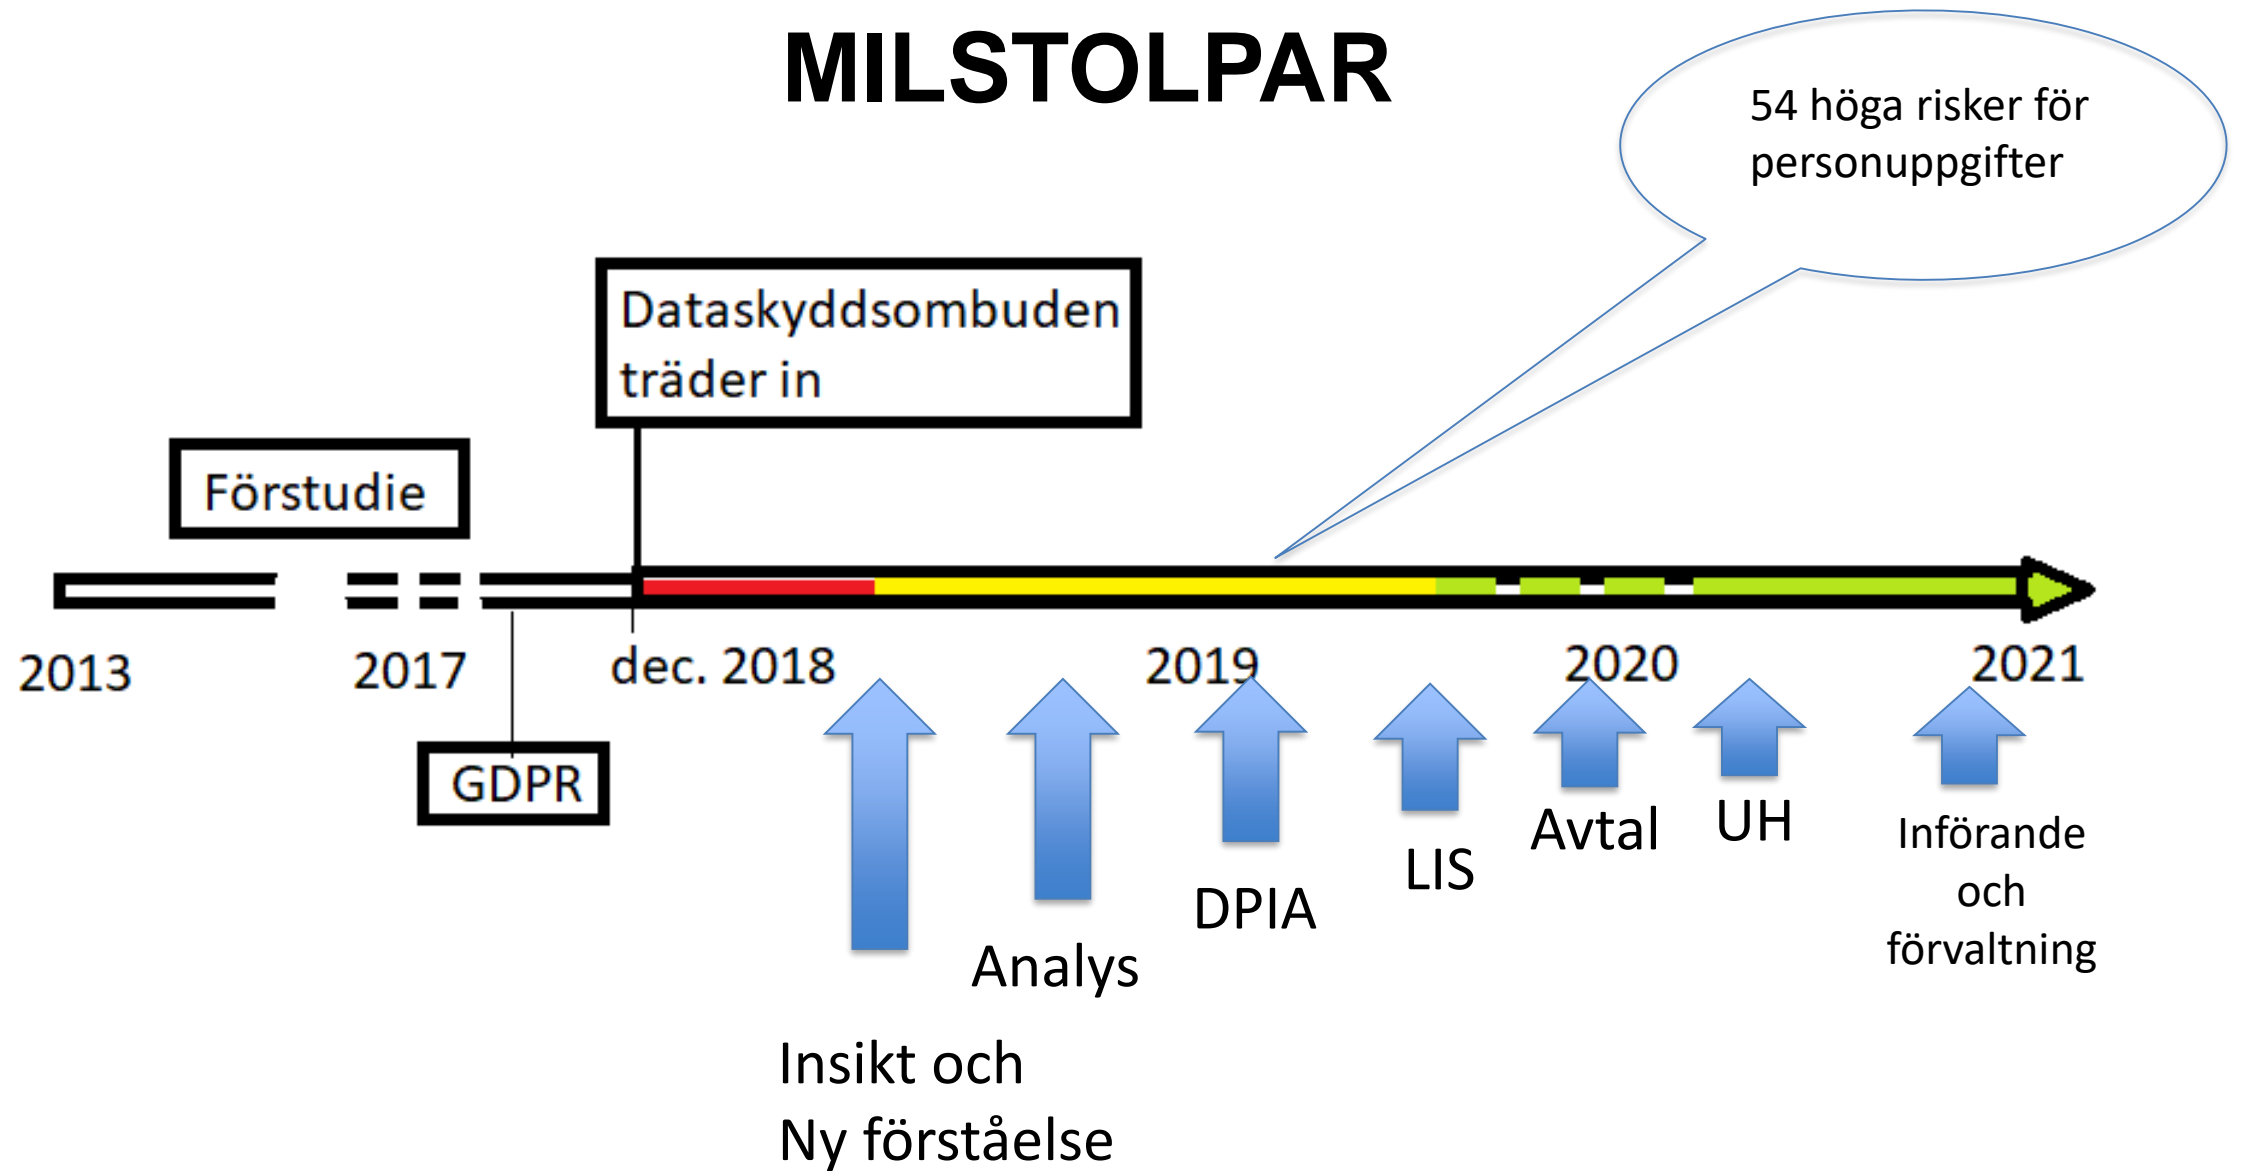 MILSTOLPAR
54 höga risker för
personuppgifter
Dataskyddsombuden
träder in
Förstudie
2013
2017
dec. 2018
2019
2020
2021
GDPR
Insikt och
Ny förståelse
Analys
DPIA
LIS
Avtal
UH
Införande
och
förvaltning